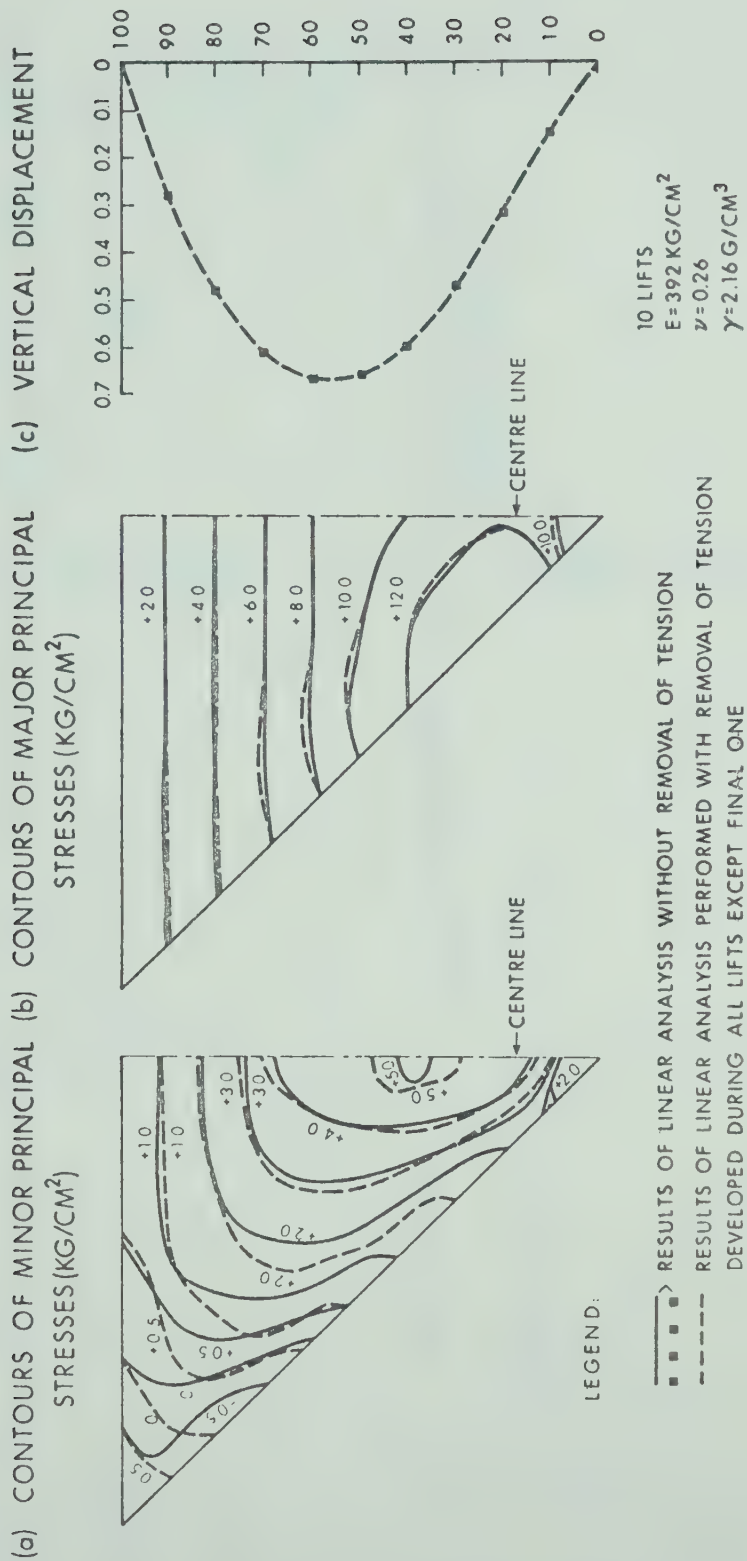 (a) CONTOURS OF MINOR PRINCIPAL
STRESSES (KG/CM²)
(b) CONTOURS OF MAJOR PRINCIPAL
STRESSES (KG/CM²)
(c) VERTICAL DISPLACEMENT
+1.0
+1.0
+3.0
+3.0
+4.0
+5.0
+5.0
+2.0
+2.0
+2.0
+0.5
+0.5
0
0
-0.5
0.5
CENTRE LINE
+2.0
+4.0
+6.0
+8.0
+10.0
+12.0
+10.0
CENTRE LINE
0.7
0.6
0.5
0.4
0.3
0.2
0.1
0
100
90
80
70
60
50
40
30
20
10
0
LEGEND:
RESULTS OF LINEAR ANALYSIS WITHOUT REMOVAL OF TENSION
RESULTS OF LINEAR ANALYSIS PERFORMED WITH REMOVAL OF TENSION
DEVELOPED DURING ALL LIFTS EXCEPT FINAL ONE
10 LIFTS
E=392 KG/CM²
ν=0.26
γ=2.16 G/CM³